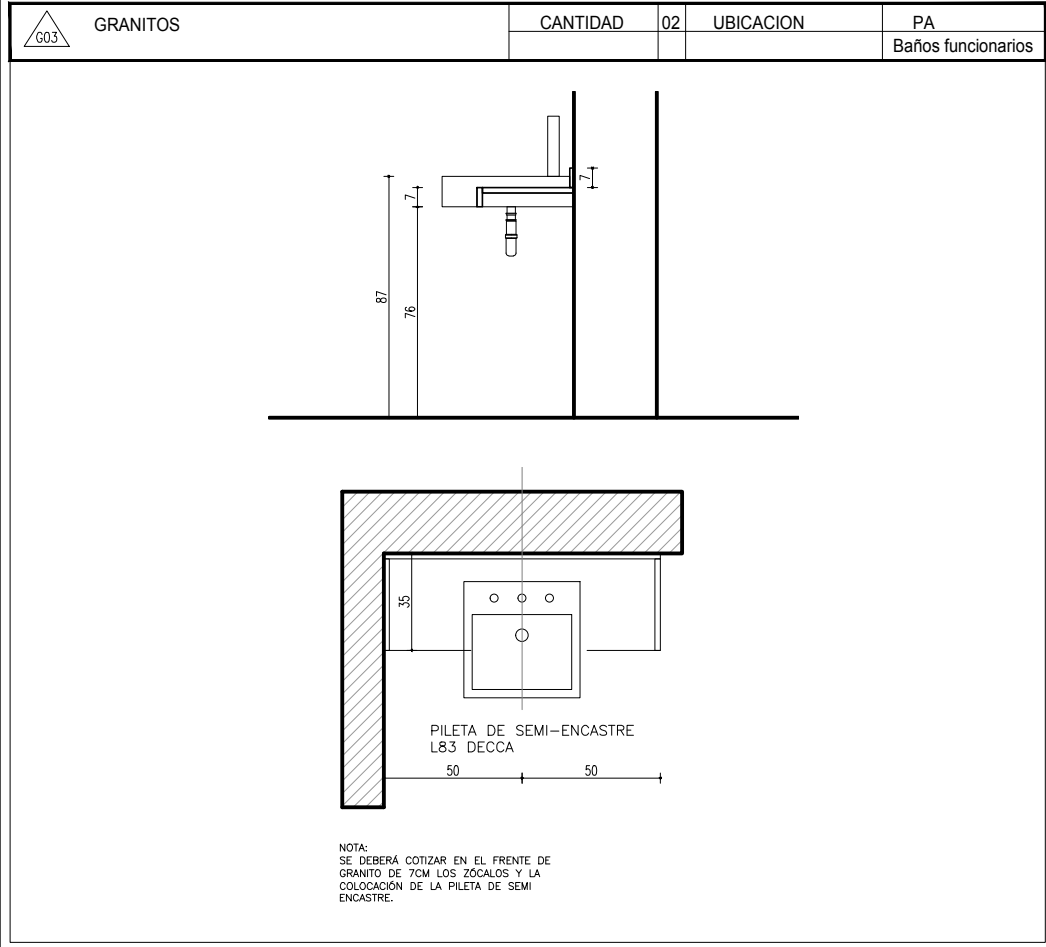 G03
GRANITOS
CANTIDAD 02 UBICACION PA
Baños funcionarios
7
7
87
76
35
PILETA DE SEMI-ENCASTRE
L83 DECCA
50 50
NOTA:
SE DEBERÁ COTIZAR EN EL FRENTE DE
GRANITO DE 7CM LOS ZÓCALOS Y LA
COLOCACIÓN DE LA PILETA DE SEMI
ENCASTRE.